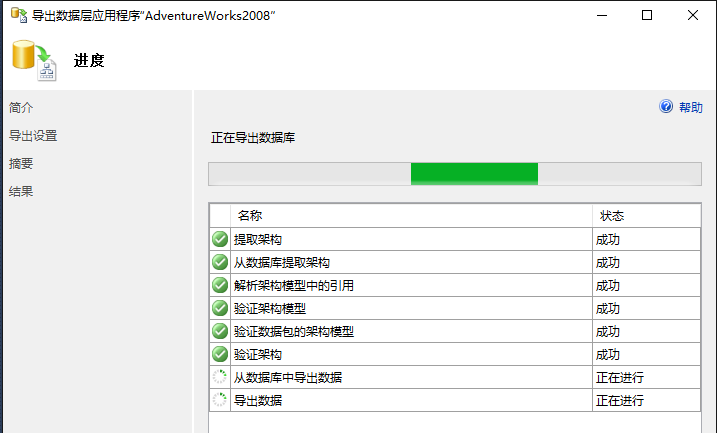 导出数据层应用程序“AdventureWorks2008”
进度
简介
导出设置
摘要
结果
帮助
正在导出数据库
名称 状态
提取架构 成功
从数据库提取架构 成功
解析架构模型中的引用 成功
验证架构模型 成功
验证数据包的架构模型 成功
验证架构 成功
从数据库中导出数据 正在进行
导出数据 正在进行